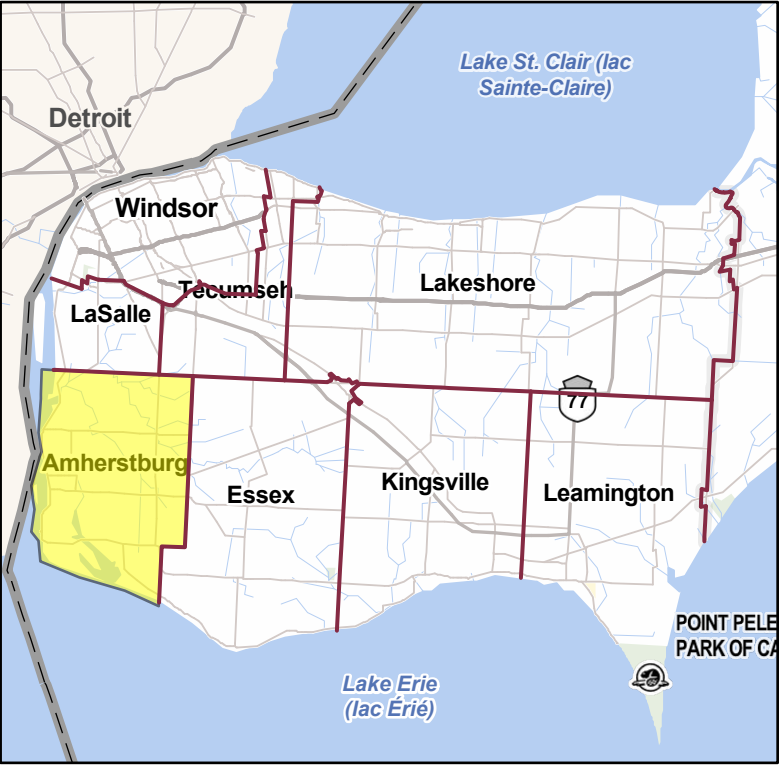 Lake St. Clair (lac
Sainte-Claire)
Detroit
Windsor
Tecumseh
Lakeshore
LaSalle
77
Amherstburg
Essex
Kingsville
Leamington
POINT PELE
PARK OF CA
Lake Erie
(lac Érié)